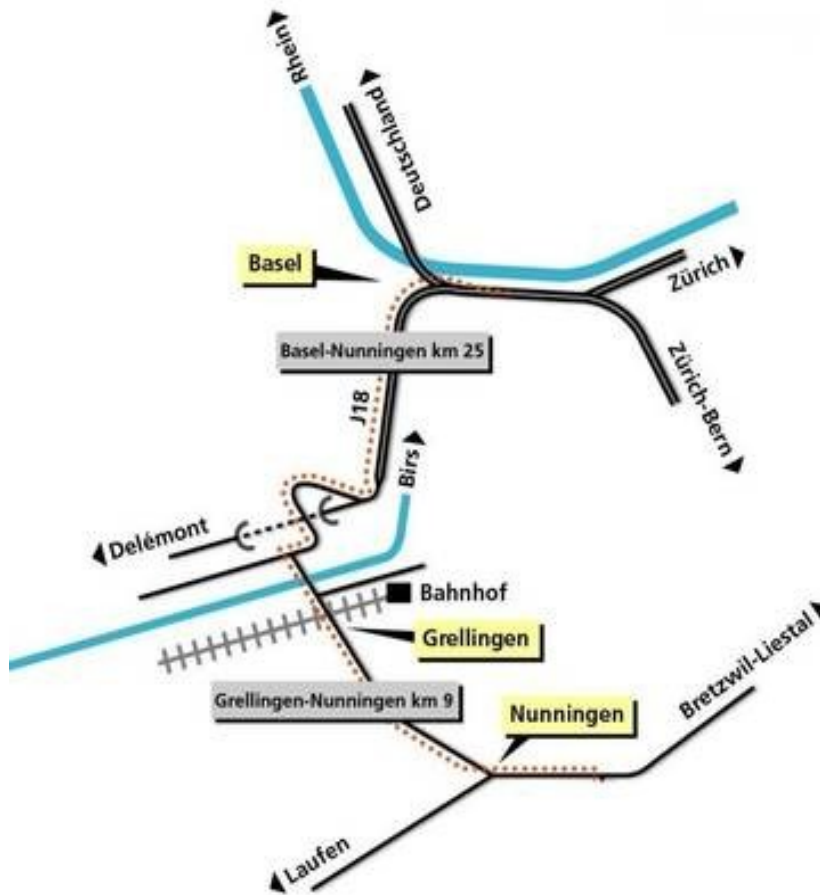 Rhein
Deutschland
Basel
Zürich
Basel-Nunningen km 25
Zürich-Bern
J18
Birs
Delémont
Bahnhof
Grellingen
Bretzwil-Liestal
Grellingen-Nunningen km 9
Nunningen
Laufen